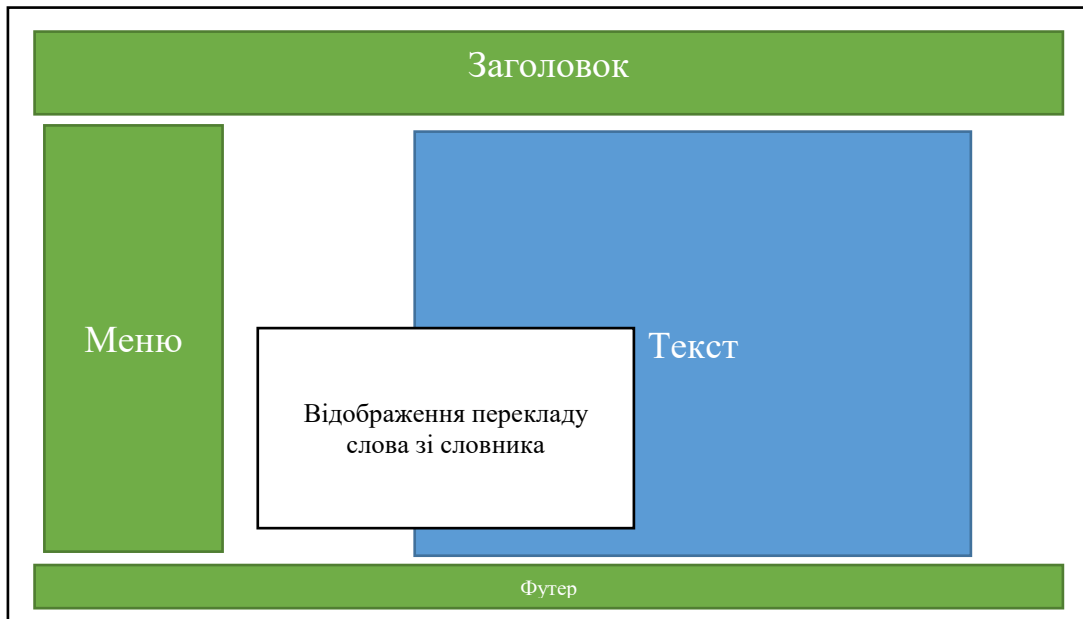 Заголовок
Меню
Текст
Відображення перекладу
слова зі словника
Футер